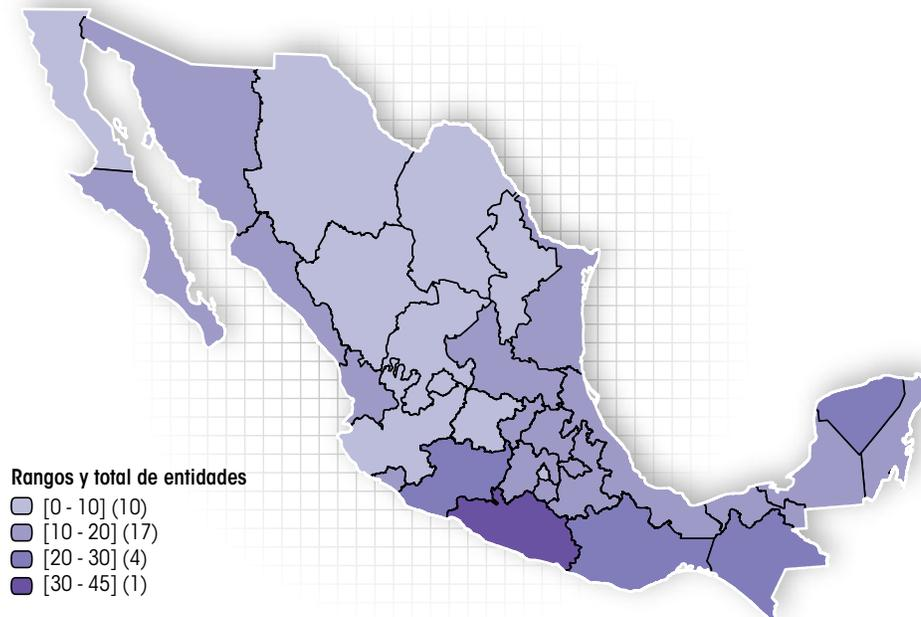 Rangos y total de entidades
[0 - 10] (10)
[10 - 20] (17)
[20 - 30] (4)
[30 - 45] (1)